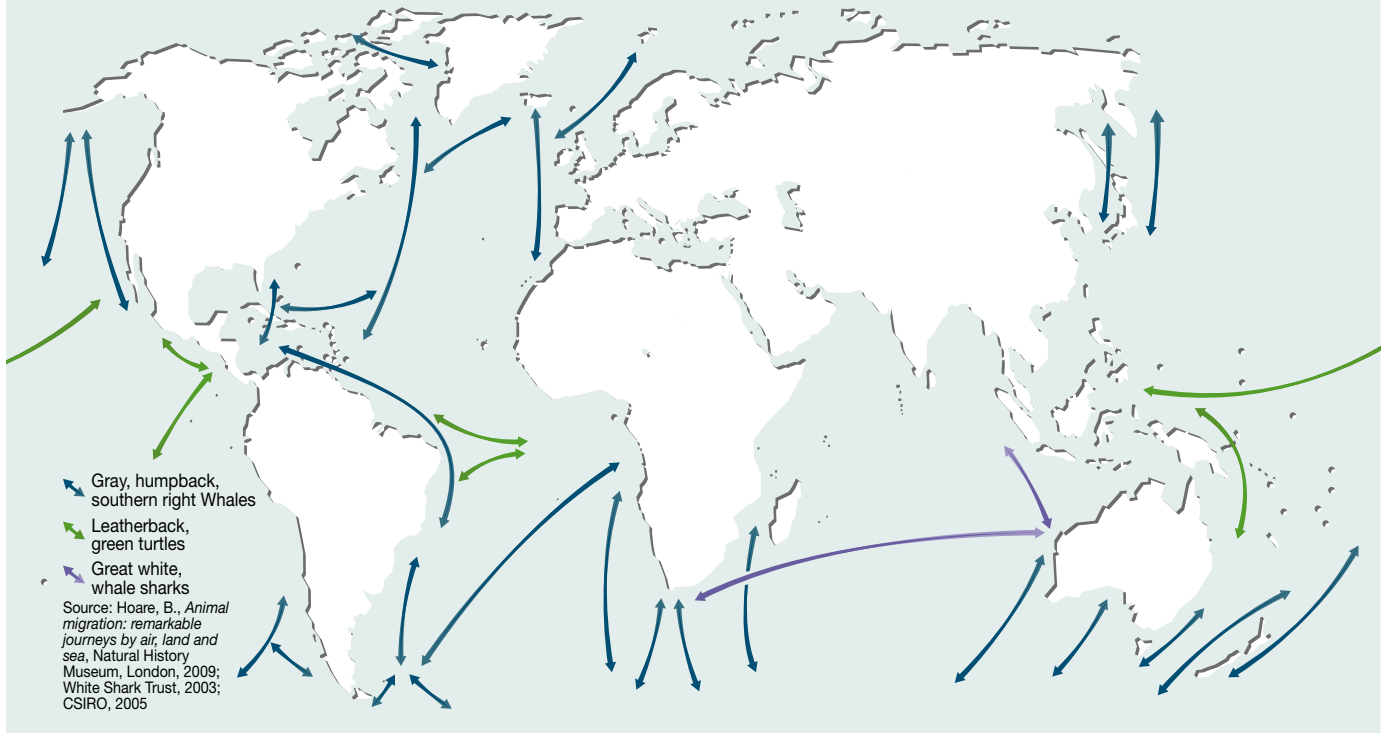 Gray, humpback,
southern right Whales
Leatherback,
green turtles
Great white,
whale sharks
Source: Hoare, B., Animal
migration: remarkable
journeys by air, land and
sea, Natural History
Museum, London, 2009;
White Shark Trust, 2003;
CSIRO, 2005